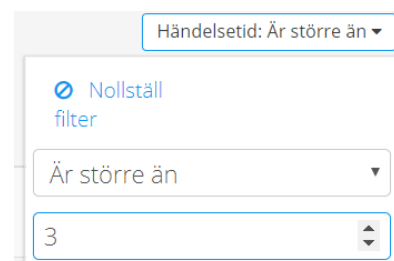 Händelsetid: Är större än
Nollställ
filter
Är större än
3